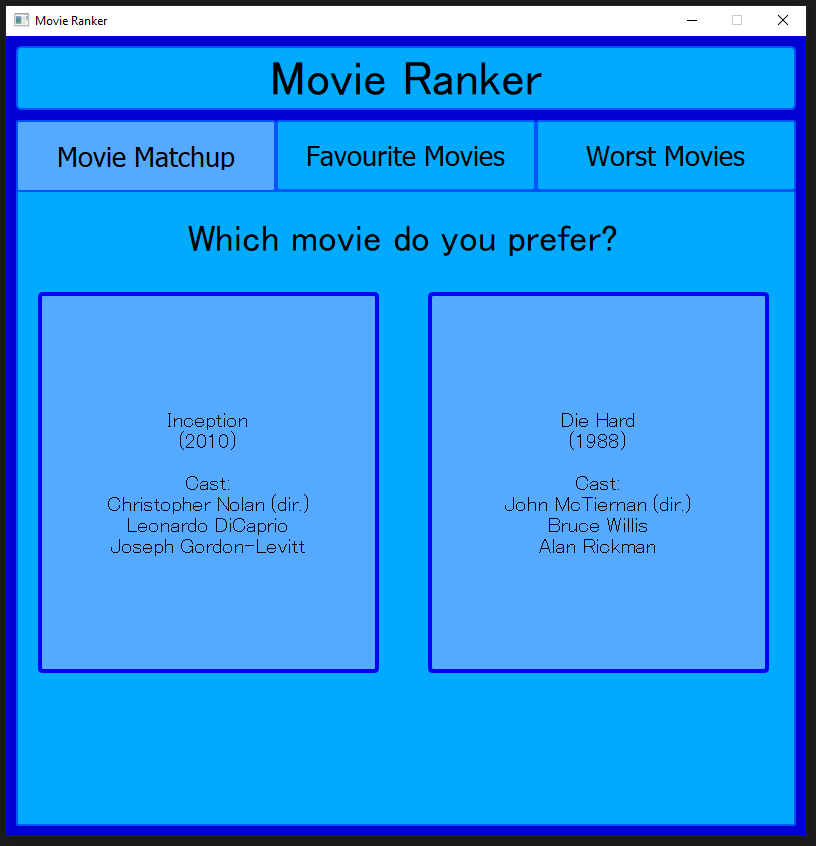 Movie Ranker
Movie Ranker
Movie Matchup
Favourite Movies
Worst Movies
Which movie do you prefer?
Inception
(2010)
Cast:
Christopher Nolan (dir.)
Leonardo DiCaprio
Joseph Gordon-Levitt
Die Hard
(1988)
Cast:
John McTiernan (dir.)
Bruce Willis
Alan Rickman